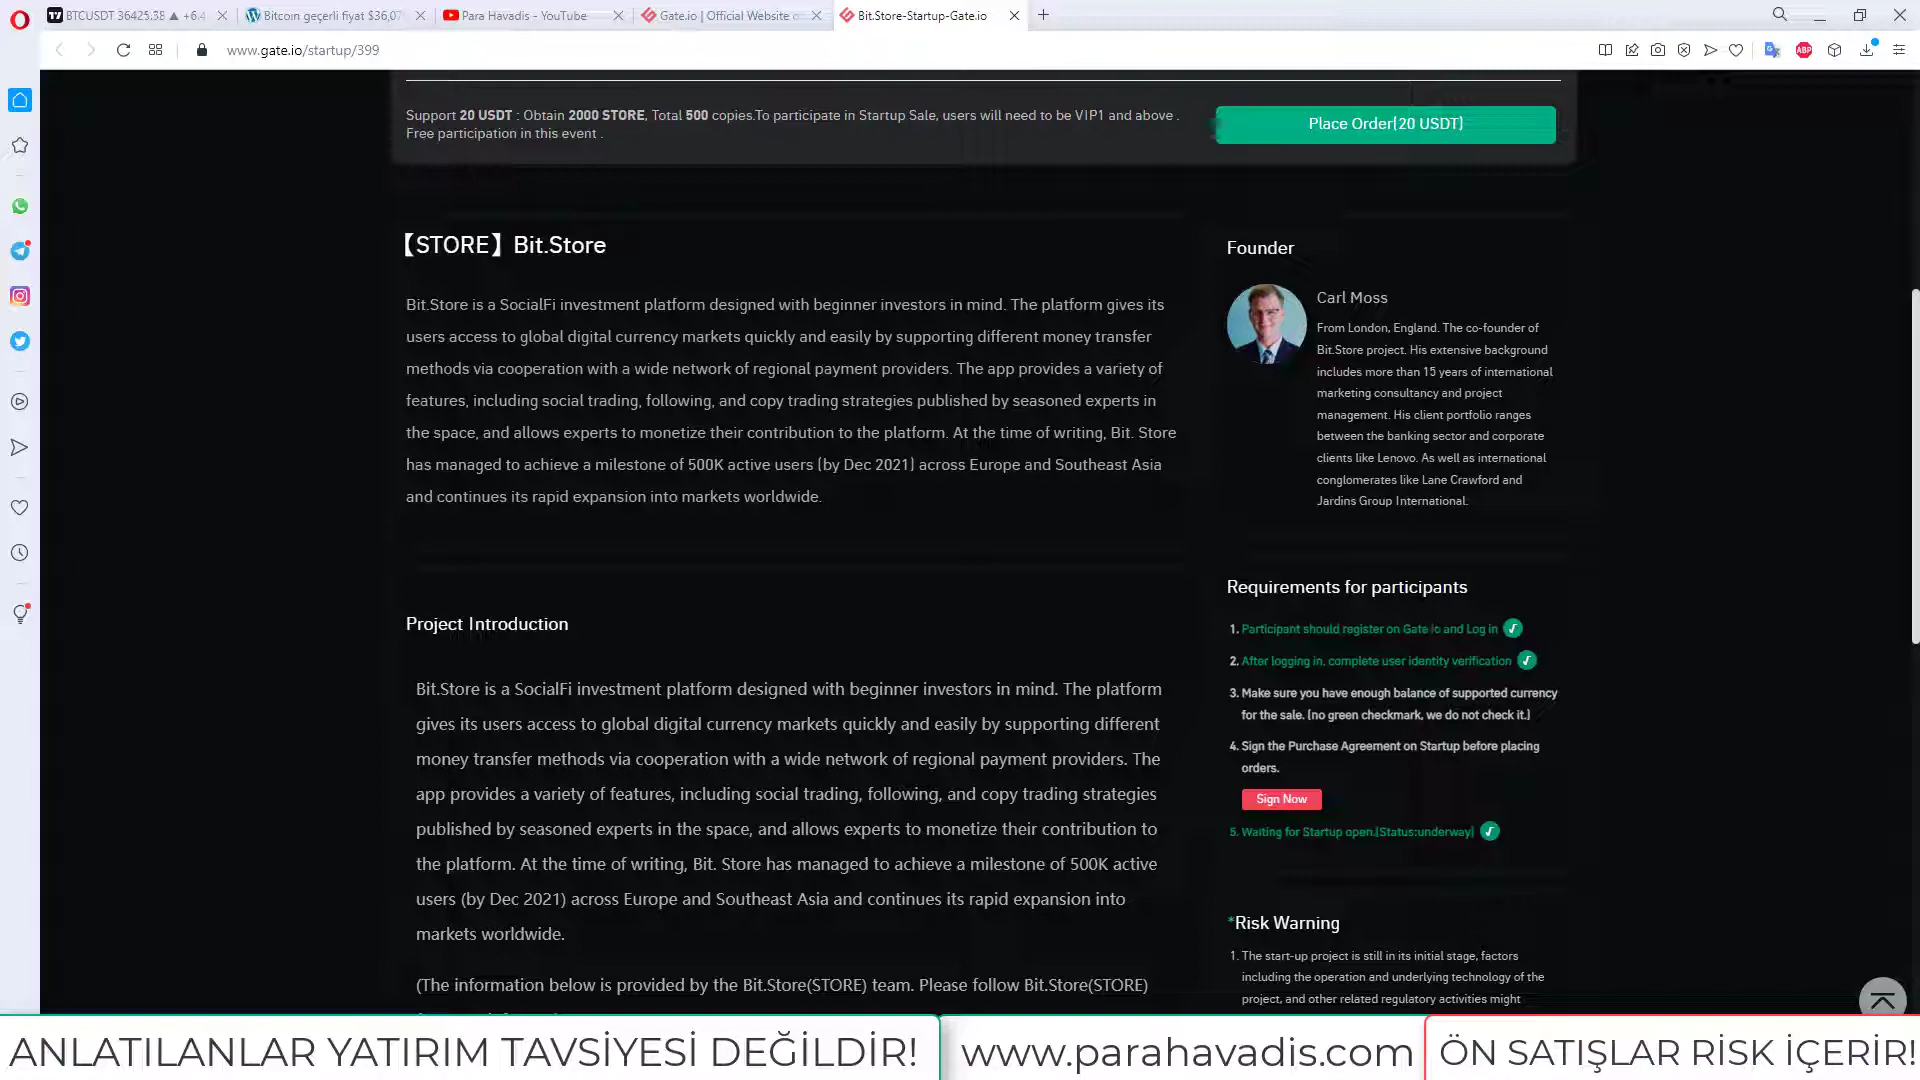 BTCUSDT 36425.38 ▲ +6.4
Bitcoin geçerli fiyat $36,07
Para Havadis - YouTube
Gate.io | Official Website o
Bit.Store-Startup-Gate.io
www.gate.io/startup/399
ABP
Support 20 USDT : Obtain 2000 STORE, Total 500 copies.To participate in Startup Sale, users will need to be VIP1 and above .
Free participation in this event .
Place Order(20 USDT)
【STORE】Bit.Store
Bit.Store is a SocialFi investment platform designed with beginner investors in mind. The platform gives its
users access to global digital currency markets quickly and easily by supporting different money transfer
methods via cooperation with a wide network of regional payment providers. The app provides a variety of
features, including social trading, following, and copy trading strategies published by seasoned experts in
the space, and allows experts to monetize their contribution to the platform. At the time of writing, Bit. Store
has managed to achieve a milestone of 500K active users (by Dec 2021) across Europe and Southeast Asia
and continues its rapid expansion into markets worldwide.
Project Introduction
Bit.Store is a SocialFi investment platform designed with beginner investors in mind. The platform
gives its users access to global digital currency markets quickly and easily by supporting different
money transfer methods via cooperation with a wide network of regional payment providers. The
app provides a variety of features, including social trading, following, and copy trading strategies
published by seasoned experts in the space, and allows experts to monetize their contribution to
the platform. At the time of writing, Bit. Store has managed to achieve a milestone of 500K active
users (by Dec 2021) across Europe and Southeast Asia and continues its rapid expansion into
markets worldwide.
(The information below is provided by the Bit.Store(STORE) team. Please follow Bit.Store(STORE)
Founder
Carl Moss
From London, England. The co-founder of
Bit.Store project. His extensive background
includes more than 15 years of international
marketing consultancy and project
management. His client portfolio ranges
between the banking sector and corporate
clients like Lenovo. As well as international
conglomerates like Lane Crawford and
Jardins Group International.
Requirements for participants
1. Participant should register on Gate io and Log in
2. After logging in, complete user identity verification
3. Make sure you have enough balance of supported currency
for the sale. (no green checkmark, we do not check it.)
4. Sign the Purchase Agreement on Startup before placing
orders.
Sign Now
5. Waiting for Startup open.(Status:underway)
*Risk Warning
1. The start-up project is still in its initial stage, factors
including the operation and underlying technology of the
project, and other related regulatory activities might
ANLATILANLAR YATIRIM TAVSİYESİ DEĞİLDİR!
www.parahavadis.com
ÖN SATIŞLAR RİSK İÇERİR!